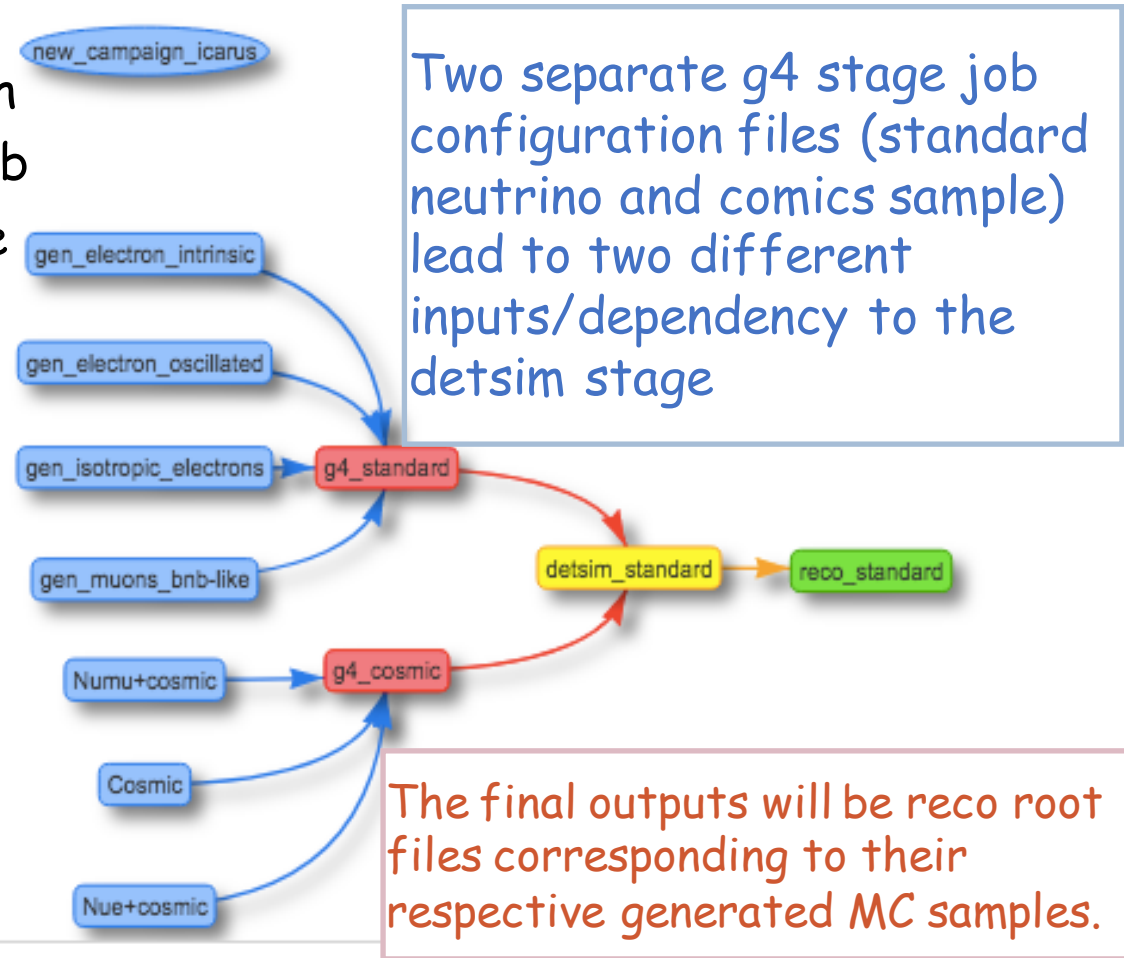 new_campaign_icarus
n
b
e
Two separate g4 stage job
configuration files (standard
neutrino and comics sample)
lead to two different
inputs/dependency to the
detsim stage
gen_electron_intrinsic
gen_electron_oscillated
gen_isotropic_electrons
g4_standard
gen_muons_bnb-like
detsim_standard
reco_standard
Numu+cosmic
g4_cosmic
Cosmic
Nue+cosmic
The final outputs will be reco root
files corresponding to their
respective generated MC samples.